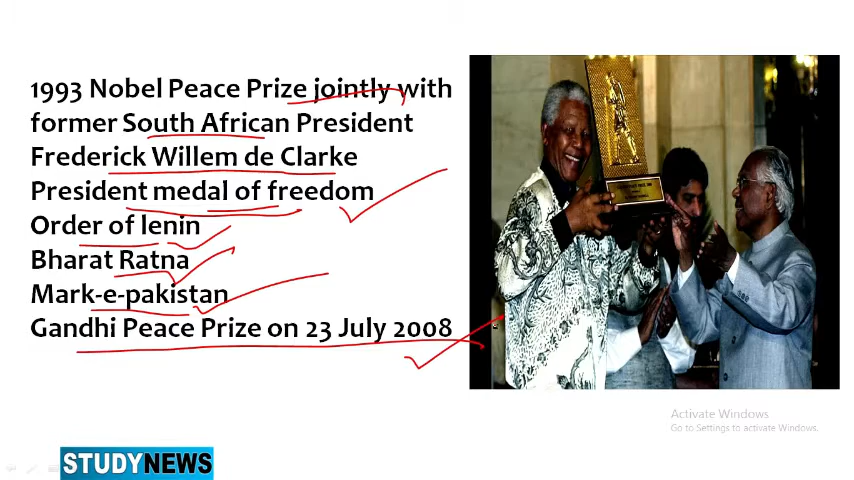 1993 Nobel Peace Prize jointly with
former South African President
Frederick Willem de Clarke
President medal of freedom
Order of lenin
Bharat Ratna
Mark-e-pakistan
Gandhi Peace Prize on 23 July 2008
Activate Windows
Go to Settings to activate Windows.
STUDYNEWS